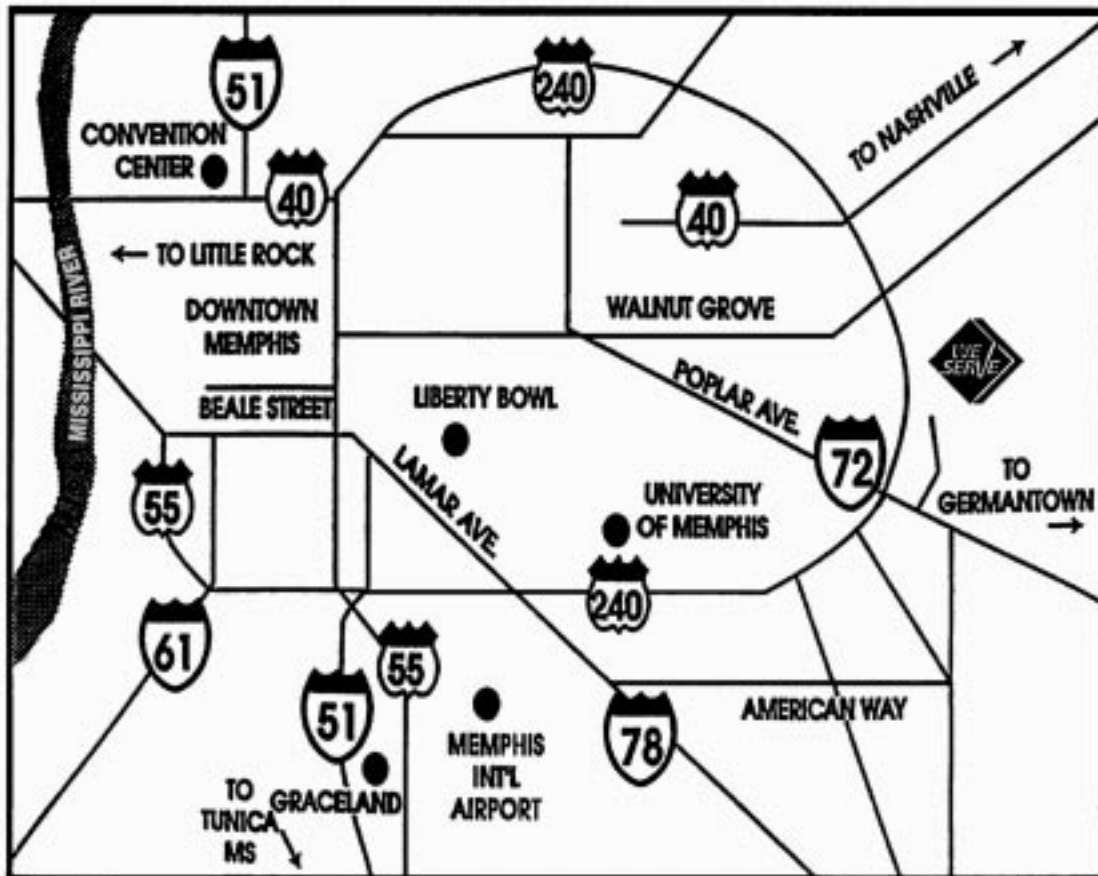 51
240
TO NASHVILLE
CONVENTION
CENTER
40
40
← TO LITTLE ROCK
MISSISSIPPI RIVER
DOWNTOWN
MEMPHIS
WALNUT GROVE
WE
SERVE
POPLAR AVE.
BEALE STREET
LIBERTY BOWL
72
LAMAR AVE.
TO
GERMANTOWN
→
55
UNIVERSITY
OF MEMPHIS
240
61
55
51
AMERICAN WAY
78
MEMPHIS
INT'L
AIRPORT
GRACELAND
TO
TUNICA
MS